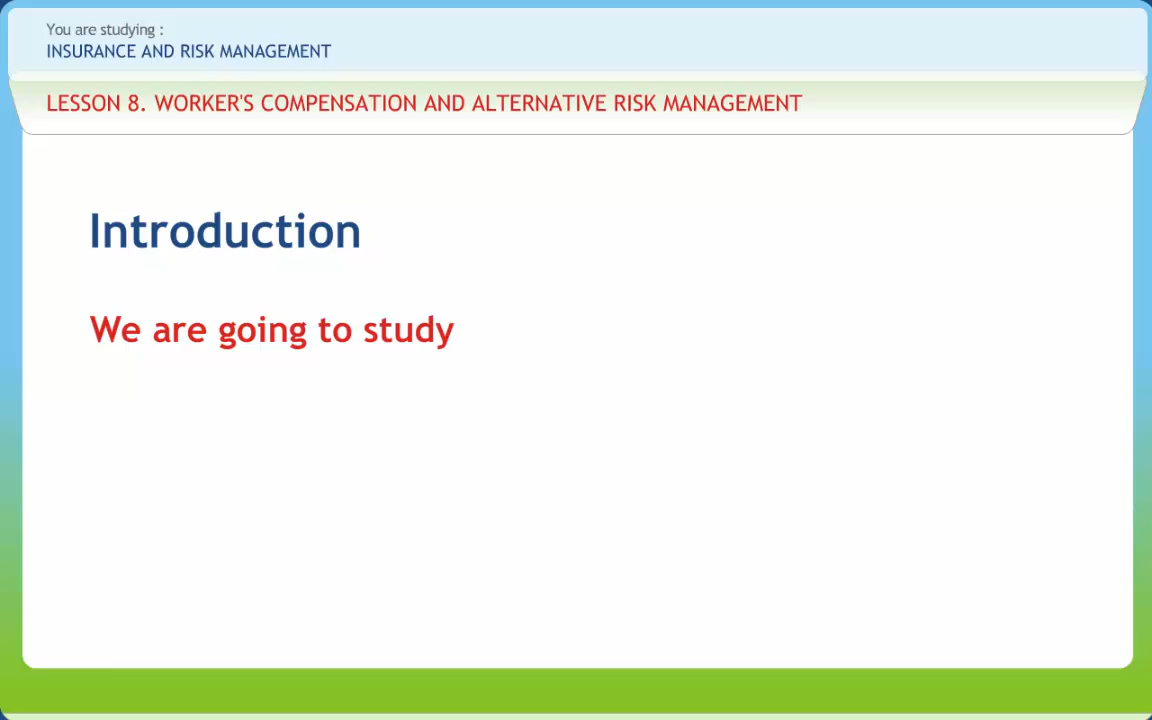 You are studying :
INSURANCE AND RISK MANAGEMENT
LESSON 8. WORKER'S COMPENSATION AND ALTERNATIVE RISK MANAGEMENT
Introduction
We are going to study